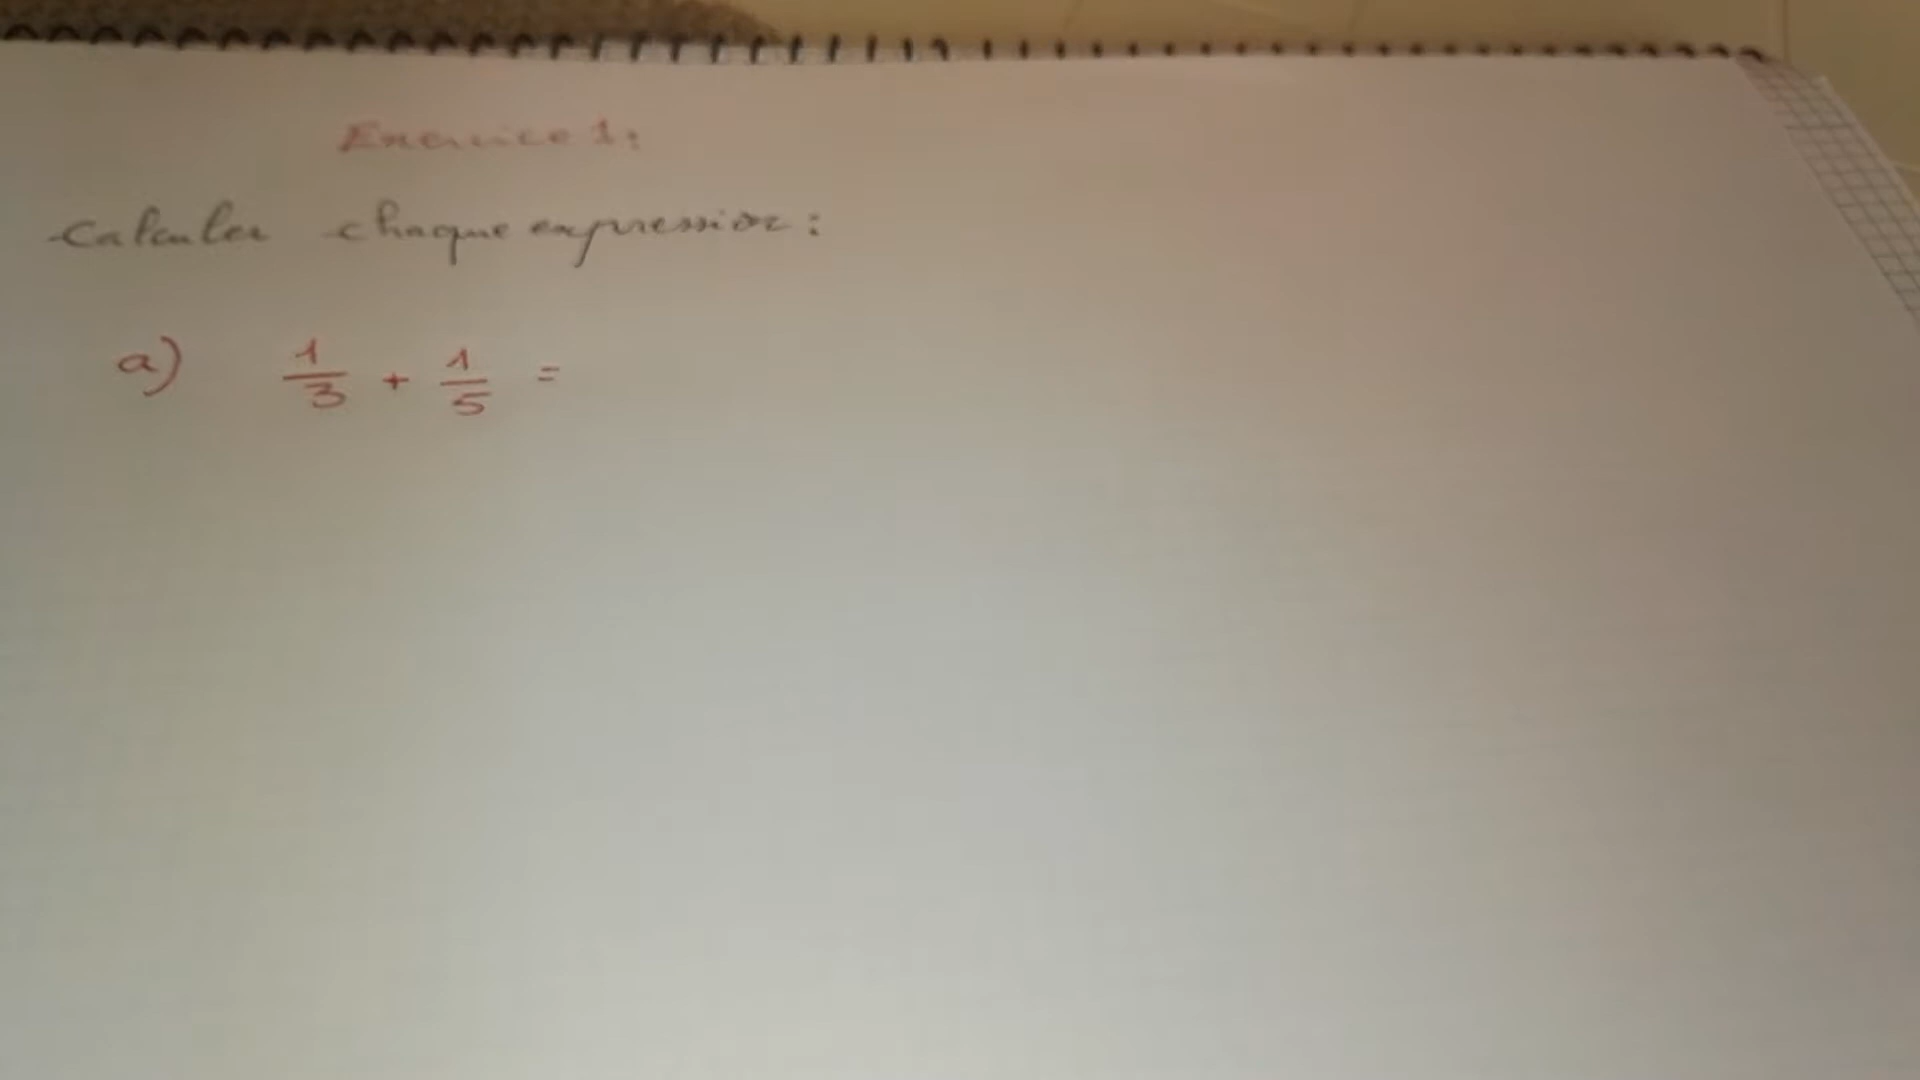 Exercice 1:
calculer chaque expression:
a) 1/3 + 1/5 =